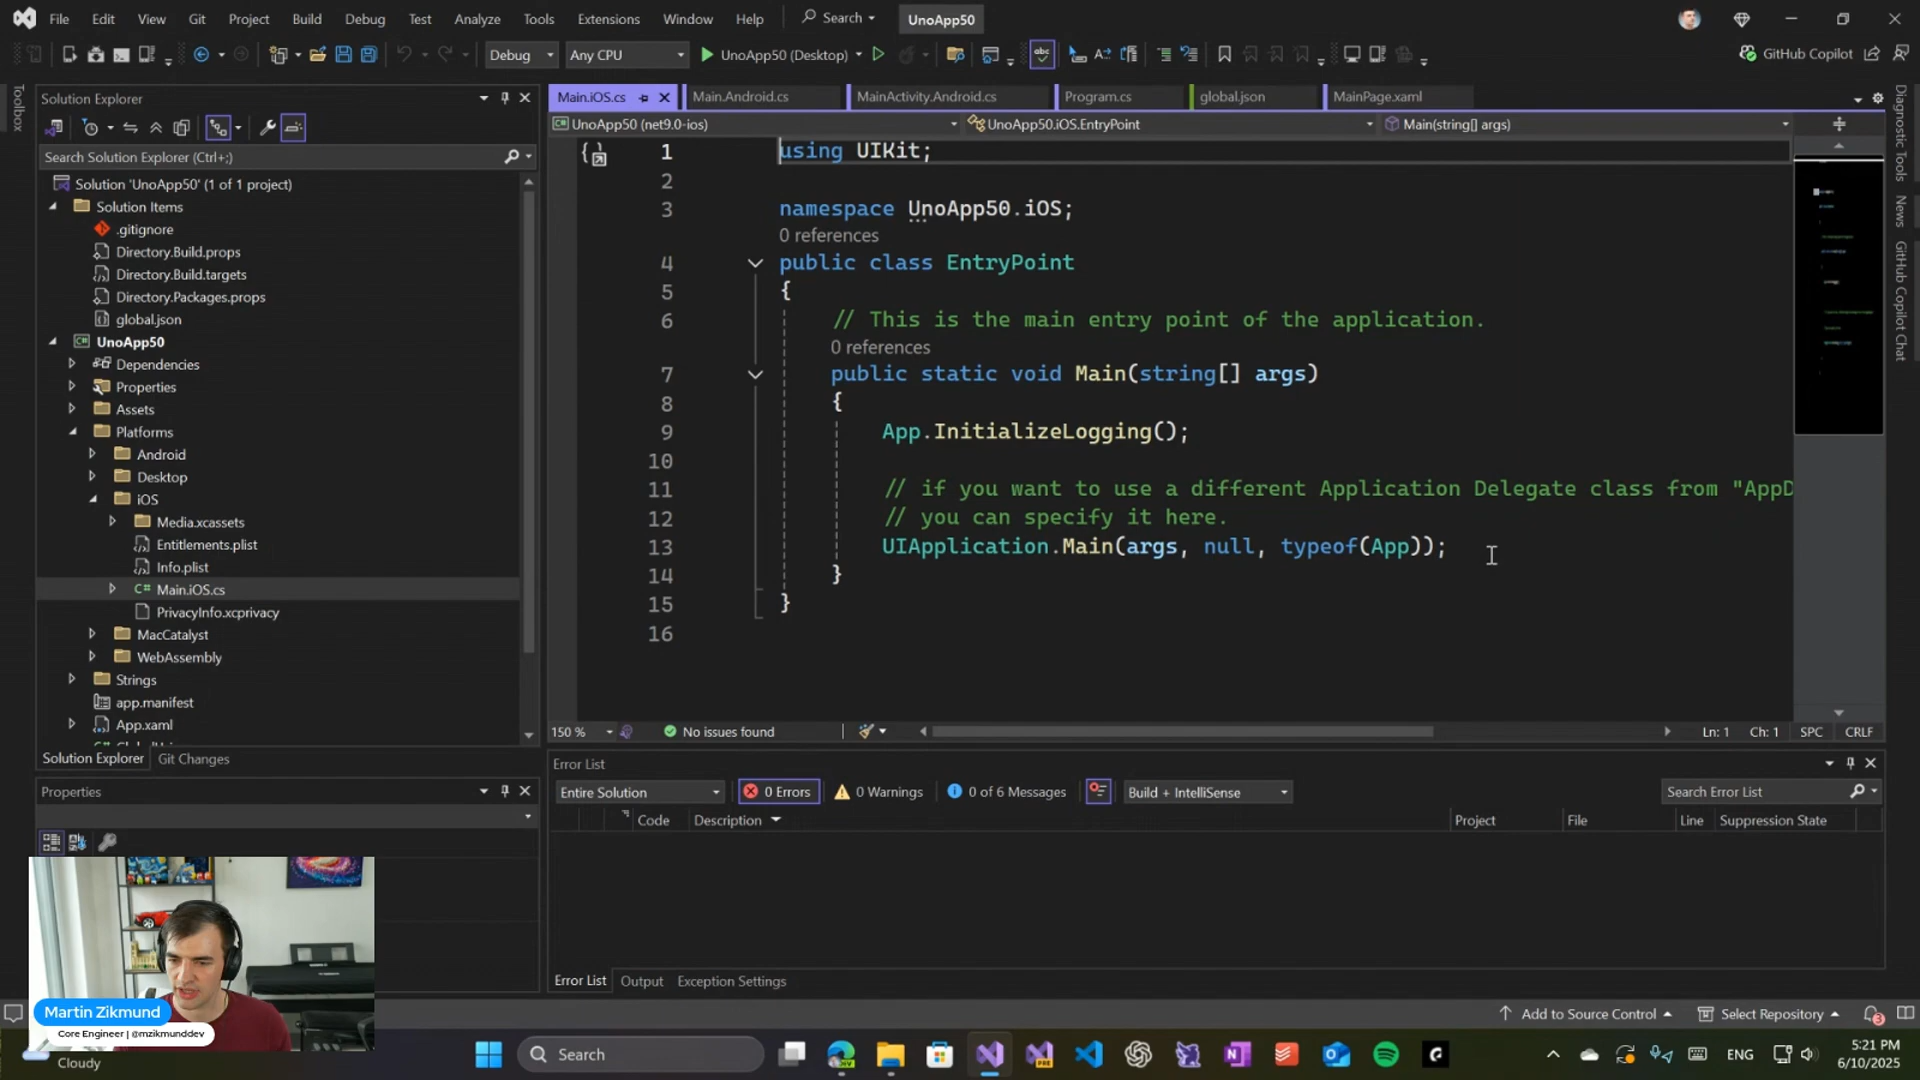 File Edit View Git Project Build Debug Test Analyze Tools Extensions Window Help Search UnoApp50
Debug Any CPU UnoApp50 (Desktop) GitHub Copilot
Toolbox
Solution Explorer
Search Solution Explorer (Ctrl+;)
Solution 'UnoApp50' (1 of 1 project)
Solution Items
.gitignore
Directory.Build.props
Directory.Build.targets
Directory.Packages.props
global.json
UnoApp50
Dependencies
Properties
Assets
Platforms
Android
Desktop
iOS
Media.xcassets
Entitlements.plist
Info.plist
Main.iOS.cs
PrivacyInfo.xcprivacy
MacCatalyst
WebAssembly
Strings
app.manifest
App.xaml
Solution Explorer Git Changes
Properties
Main.iOS.cs Main.Android.cs MainActivity.Android.cs Program.cs global.json MainPage.xaml
UnoApp50 (net9.0-ios) UnoApp50.iOS.EntryPoint Main(string[] args)
1 using UIKit;
2
3 namespace UnoApp50.iOS;
0 references
4 public class EntryPoint
5 {
6 // This is the main entry point of the application.
0 references
7 public static void Main(string[] args)
8 {
9 App.InitializeLogging();
10
11 // if you want to use a different Application Delegate class from "AppD
12 // you can specify it here.
13 UIApplication.Main(args, null, typeof(App));
14 }
15 }
16
150 % No issues found Ln: 1 Ch: 1 SPC CRLF
Error List
Entire Solution 0 Errors 0 Warnings 0 of 6 Messages Build + IntelliSense Search Error List
Code Description Project File Line Suppression State
Error List Output Exception Settings
Diagnostic Tools
News
GitHub Copilot Chat
Martin Zikmund
Core Engineer | @mzikmunddev
Add to Source Control Select Repository 3
Cloudy
Search
PRE
ENG
5:21 PM
6/10/2025